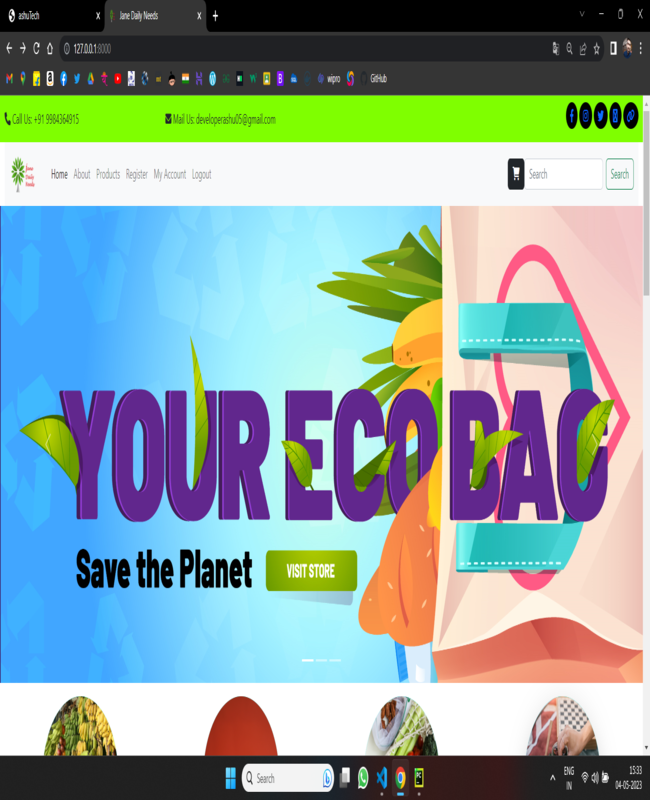 ashuTech
Jane Daily Needs
127.0.0.1:8000
wipro
GitHub
Call Us: +91 9984364915
Mail Us: developerashu05@gmail.com
Jane
Daily
Needs
Home About Products Register My Account Logout
Search
Search
YOUR ECO BAG
Save the Planet
VISIT STORE
Search
ENG
IN
15:33
04-05-2023